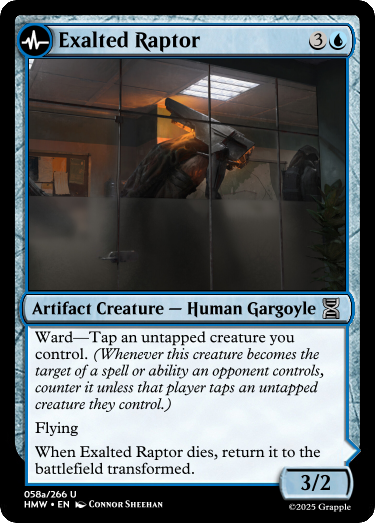 Exalted Raptor 3
Artifact Creature — Human Gargoyle
Ward—Tap an untapped creature you
control. (Whenever this creature becomes the
target of a spell or ability an opponent controls,
counter it unless that player taps an untapped
creature they control.)
Flying
When Exalted Raptor dies, return it to the
battlefield transformed.
3/2
058a/266 U
HMW • EN Connor Sheehan
©2025 Grapple